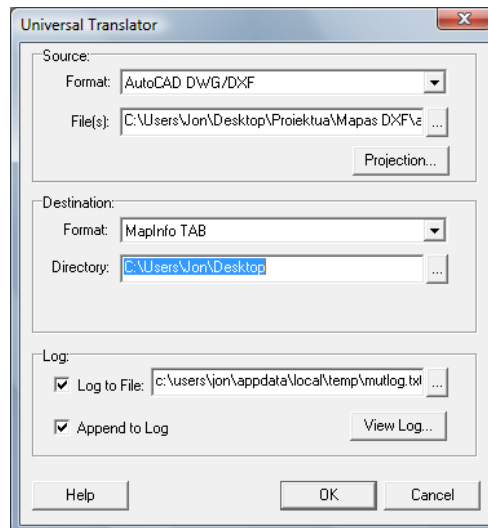 Universal Translator
Source:
Format: AutoCAD DWG/DXF
File(s): C:\Users\Jon\Desktop\Proiektua\Mapas DXF\a ...
Projection...
Destination:
Format: MapInfo TAB
Directory: C:\Users\Jon\Desktop ...
Log:
Log to File: c:\users\jon\appdata\local\temp\mutlog.txt ...
Append to Log View Log...
Help OK Cancel